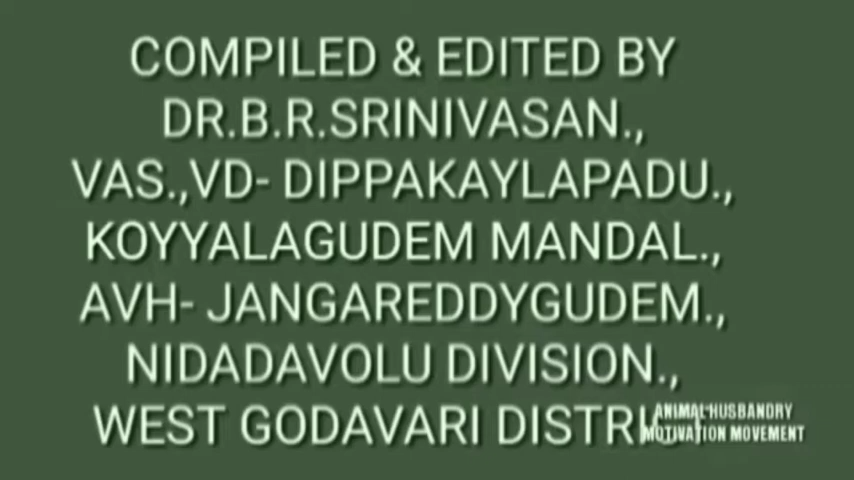 COMPILED & EDITED BY
DR.B.R.SRINIVASAN.,
VAS.,VD- DIPPAKAYLAPADU.,
KOYYALAGUDEM MANDAL.,
AVH- JANGAREDDYGUDEM.,
NIDADAVOLU DIVISION.,
WEST GODAVARI
ANIMAL HUSBANDRY
MOTIVATION MOVEMENT